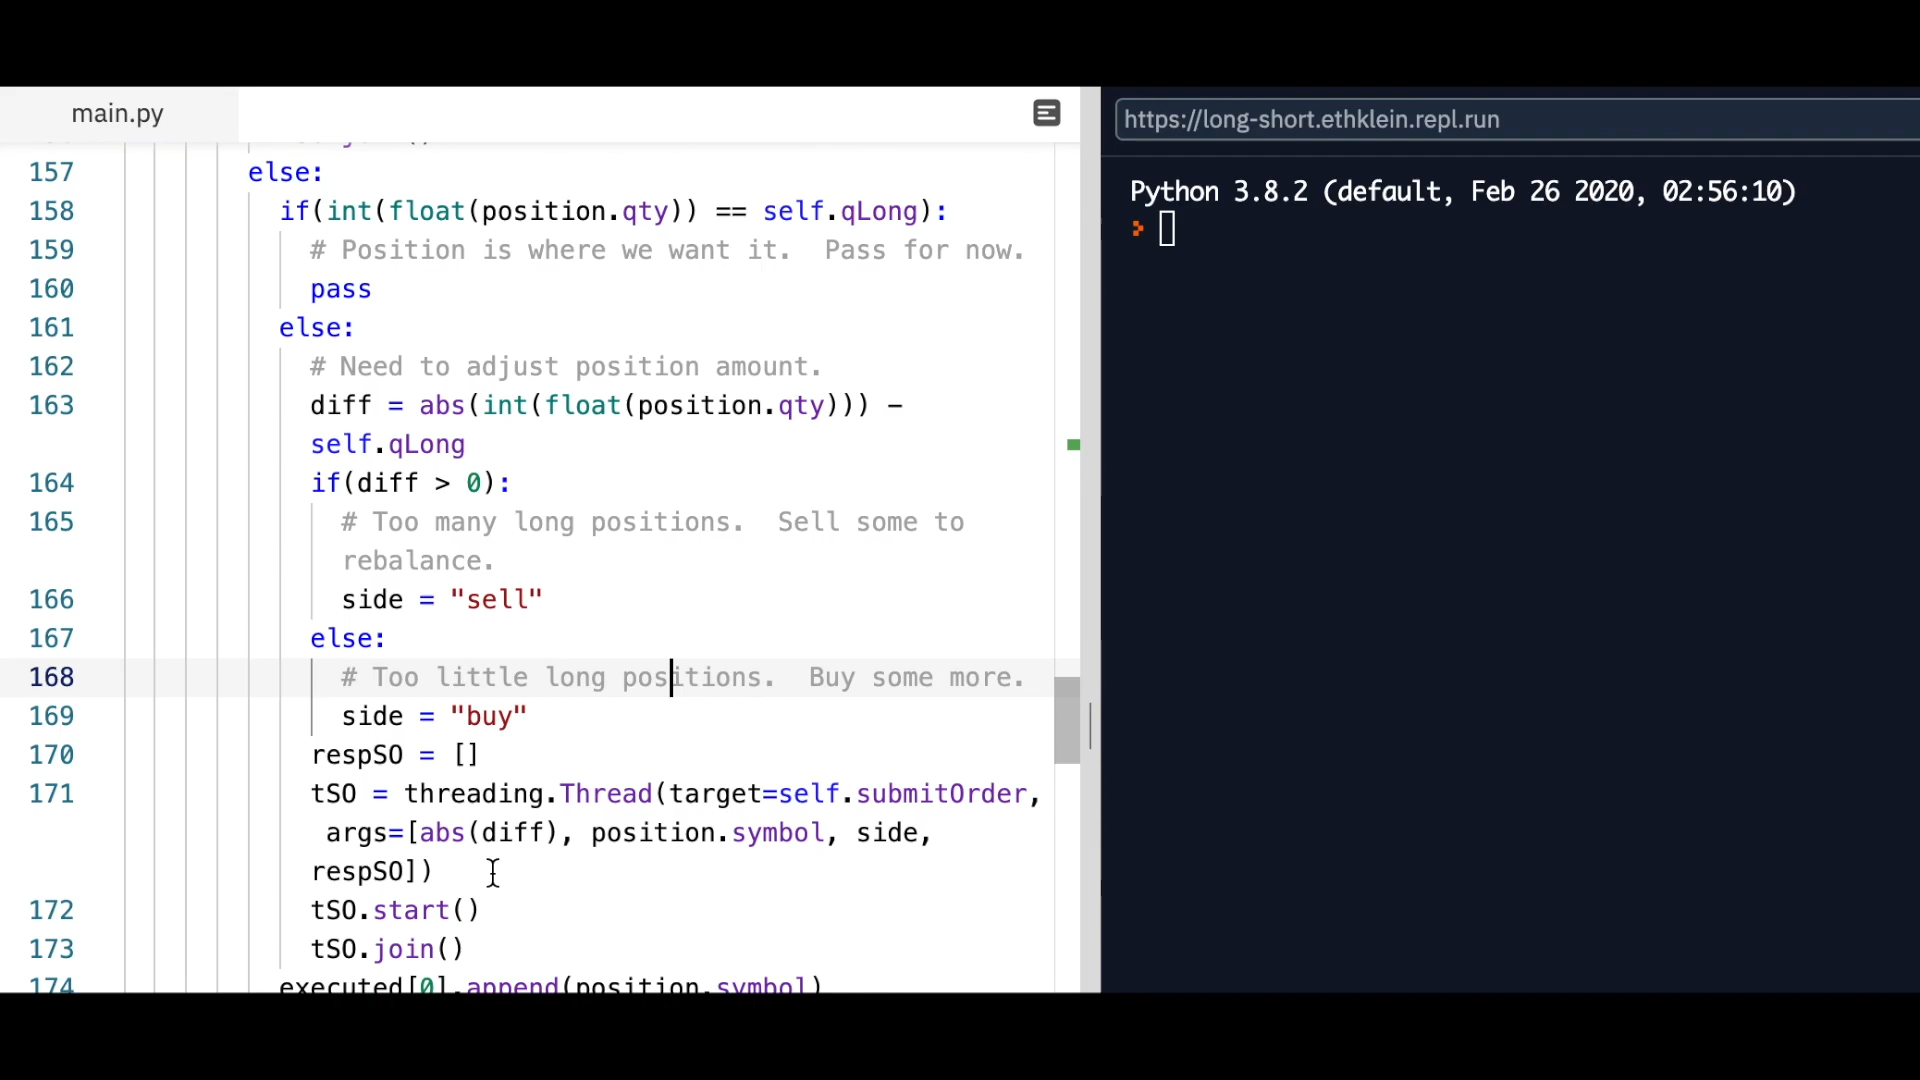 main.py
157 else:
158 if(int(float(position.qty)) == self.qLong):
159 # Position is where we want it.  Pass for now.
160 pass
161 else:
162 # Need to adjust position amount.
163 diff = abs(int(float(position.qty))) -
self.qLong
164 if(diff > 0):
165 # Too many long positions.  Sell some to
rebalance.
166 side = "sell"
167 else:
168 # Too little long positions.  Buy some more.
169 side = "buy"
170 respSO = []
171 tSO = threading.Thread(target=self.submitOrder,
args=[abs(diff), position.symbol, side,
respSO])
172 tSO.start()
173 tSO.join()
174 executed[0].append(position.symbol)
https://long-short.ethklein.repl.run
Python 3.8.2 (default, Feb 26 2020, 02:56:10)